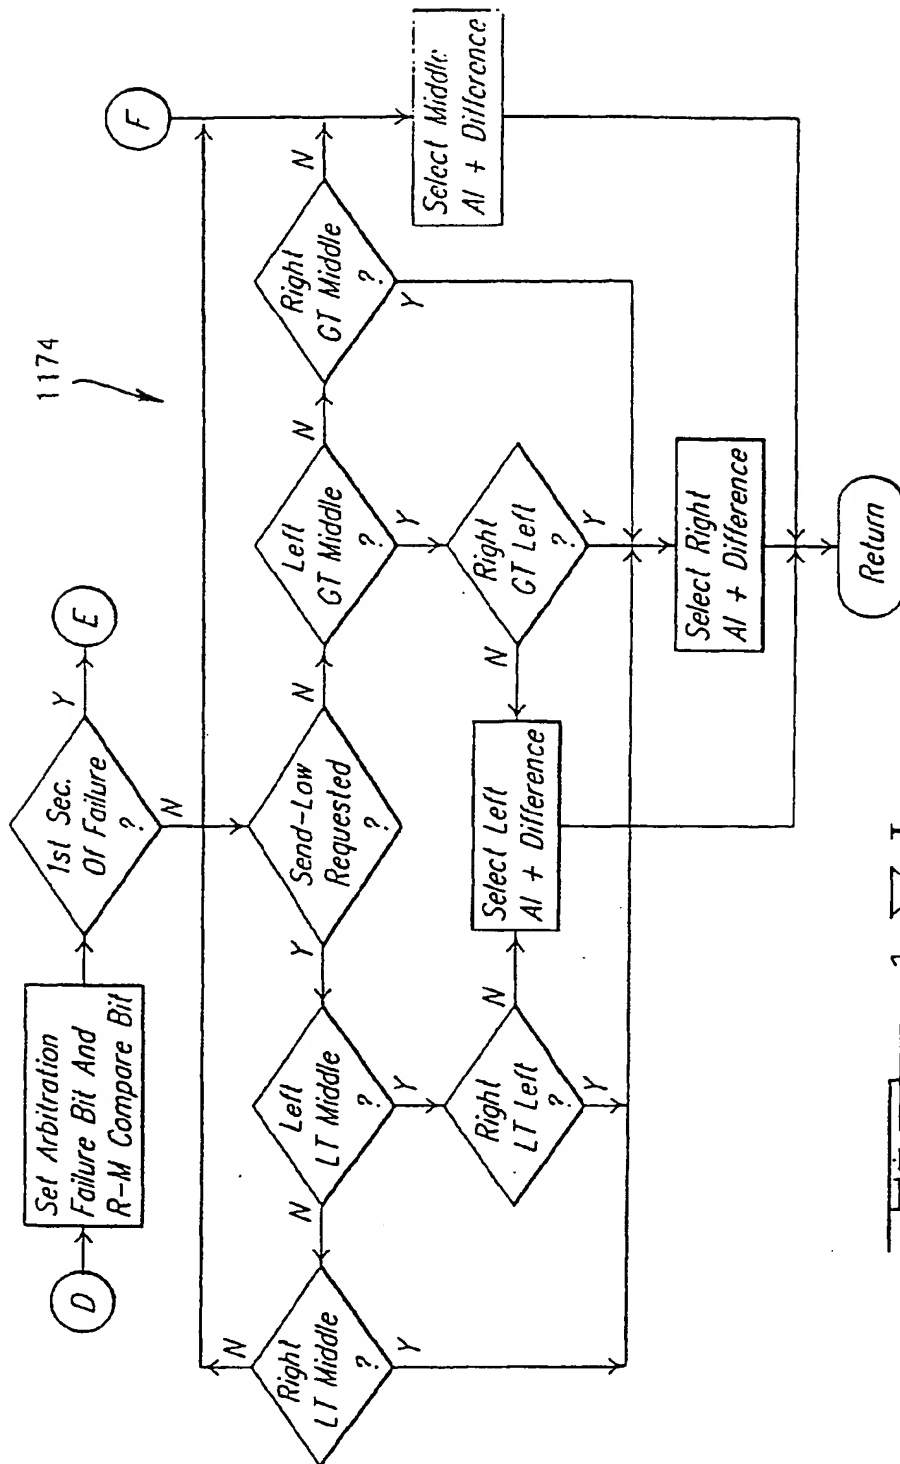 1174
D
Set Arbitration
Failure Bit And
R-M Compare Bit
1st Sec.
Of Failure
?
Y
E
N
Send-Low
Requested
?
Y
N
Left
LT Middle
?
N
Y
Right
LT Middle
?
N
Y
Right
LT Left
?
N
Y
Left
GT Middle
?
N
Y
Right
GT Middle
?
N
Y
Right
GT Left
?
N
Y
Select Left
AI + Difference
Select Right
AI + Difference
F
Select Middle
AI + Difference
Return